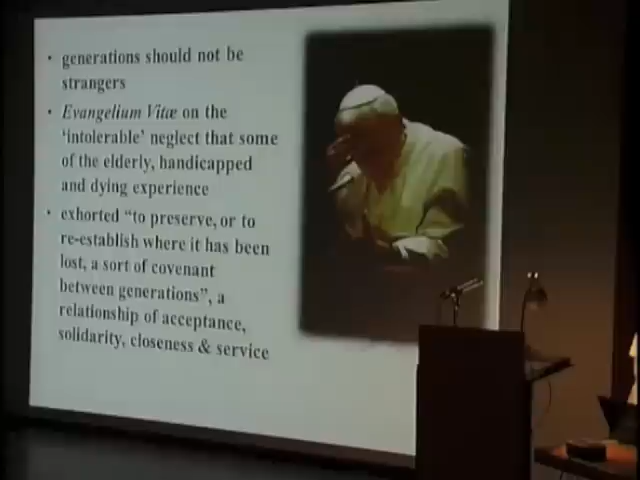 • generations should not be
strangers
• Evangelium Vitæ on the
‘intolerable’ neglect that some
of the elderly, handicapped
and dying experience
• exhorted “to preserve, or to
re-establish where it has been
lost, a sort of covenant
between generations”, a
relationship of acceptance,
solidarity, closeness & service